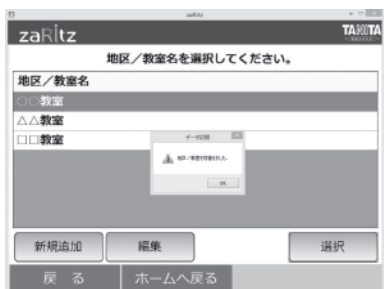 zaRitz
zaRitz
TANITA
地区／教室名を選択してください。
地区／教室名
○○教室
△△教室
□□教室
OK
新規追加
編集
選択
戻る
ホームへ戻る